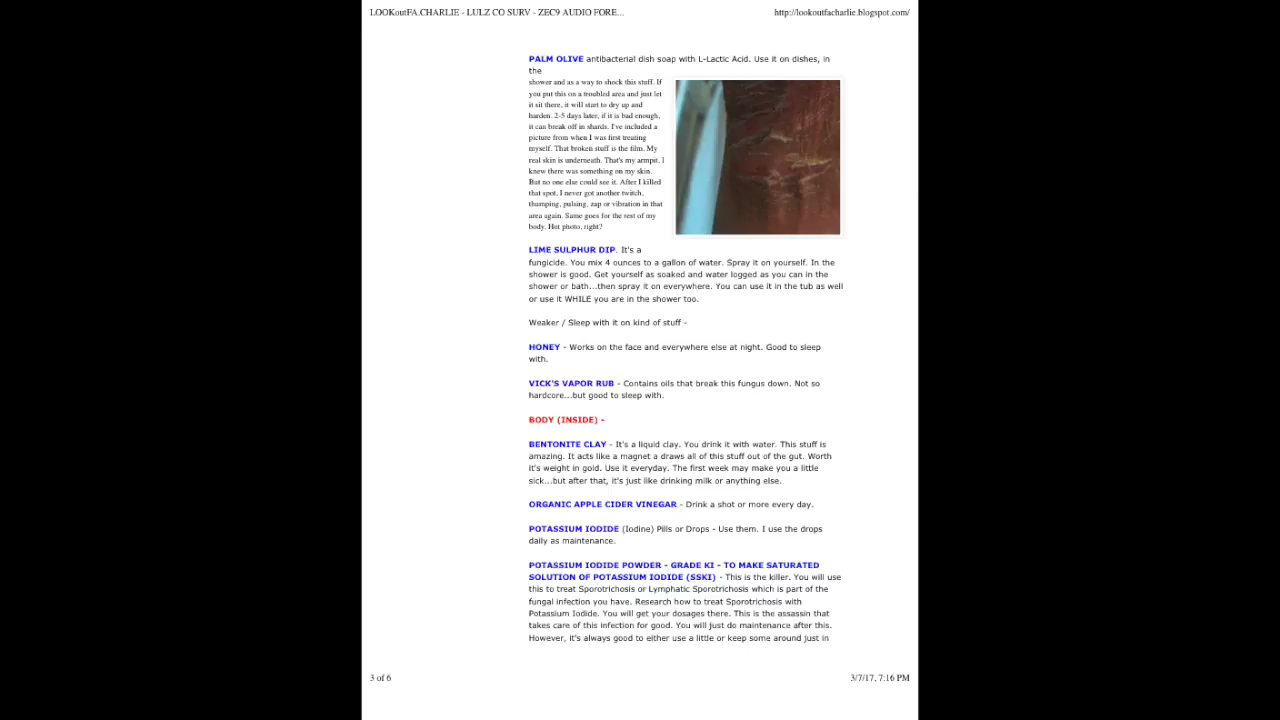 LOOKoutFA.CHARLIE - LULZ CO SURV - ZEC9 AUDIO FORE...
http://lookoutfacharlie.blogspot.com/
PALM OLIVE antibacterial dish soap with L-Lactic Acid. Use it on dishes, in
the
shower and as a way to shock this stuff. If
you put this on a troubled area and just let
it sit there, it will start to dry up and
harden. 2-5 days later, if it is bad enough,
it can break off in shards. I've included a
picture from when I was first treating
myself. That broken stuff is the film. My
real skin is underneath. That's my armpit. I
knew there was something on my skin.
But no one else could see it. After I killed
that spot, I never got another twitch,
thumping, pulsing, zap or vibration in that
area again. Same goes for the rest of my
body. Hot photo, right?
LIME SULPHUR DIP. It's a
fungicide. You mix 4 ounces to a gallon of water. Spray it on yourself. In the
shower is good. Get yourself as soaked and water logged as you can in the
shower or bath...then spray it on everywhere. You can use it in the tub as well
or use it WHILE you are in the shower too.
Weaker / Sleep with it on kind of stuff -
HONEY - Works on the face and everywhere else at night. Good to sleep
with.
VICK'S VAPOR RUB - Contains oils that break this fungus down. Not so
hardcore...but good to sleep with.
BODY (INSIDE) -
BENTONITE CLAY - It's a liquid clay. You drink it with water. This stuff is
amazing. It acts like a magnet a draws all of this stuff out of the gut. Worth
it's weight in gold. Use it everyday. The first week may make you a little
sick...but after that, it's just like drinking milk or anything else.
ORGANIC APPLE CIDER VINEGAR - Drink a shot or more every day.
POTASSIUM IODIDE (Iodine) Pills or Drops - Use them. I use the drops
daily as maintenance.
POTASSIUM IODIDE POWDER - GRADE KI - TO MAKE SATURATED
SOLUTION OF POTASSIUM IODIDE (SSKI) - This is the killer. You will use
this to treat Sporotrichosis or Lymphatic Sporotrichosis which is part of the
fungal infection you have. Research how to treat Sporotrichosis with
Potassium Iodide. You will get your dosages there. This is the assassin that
takes care of this infection for good. You will just do maintenance after this.
However, it's always good to either use a little or keep some around just in
3 of 6
3/7/17, 7:16 PM